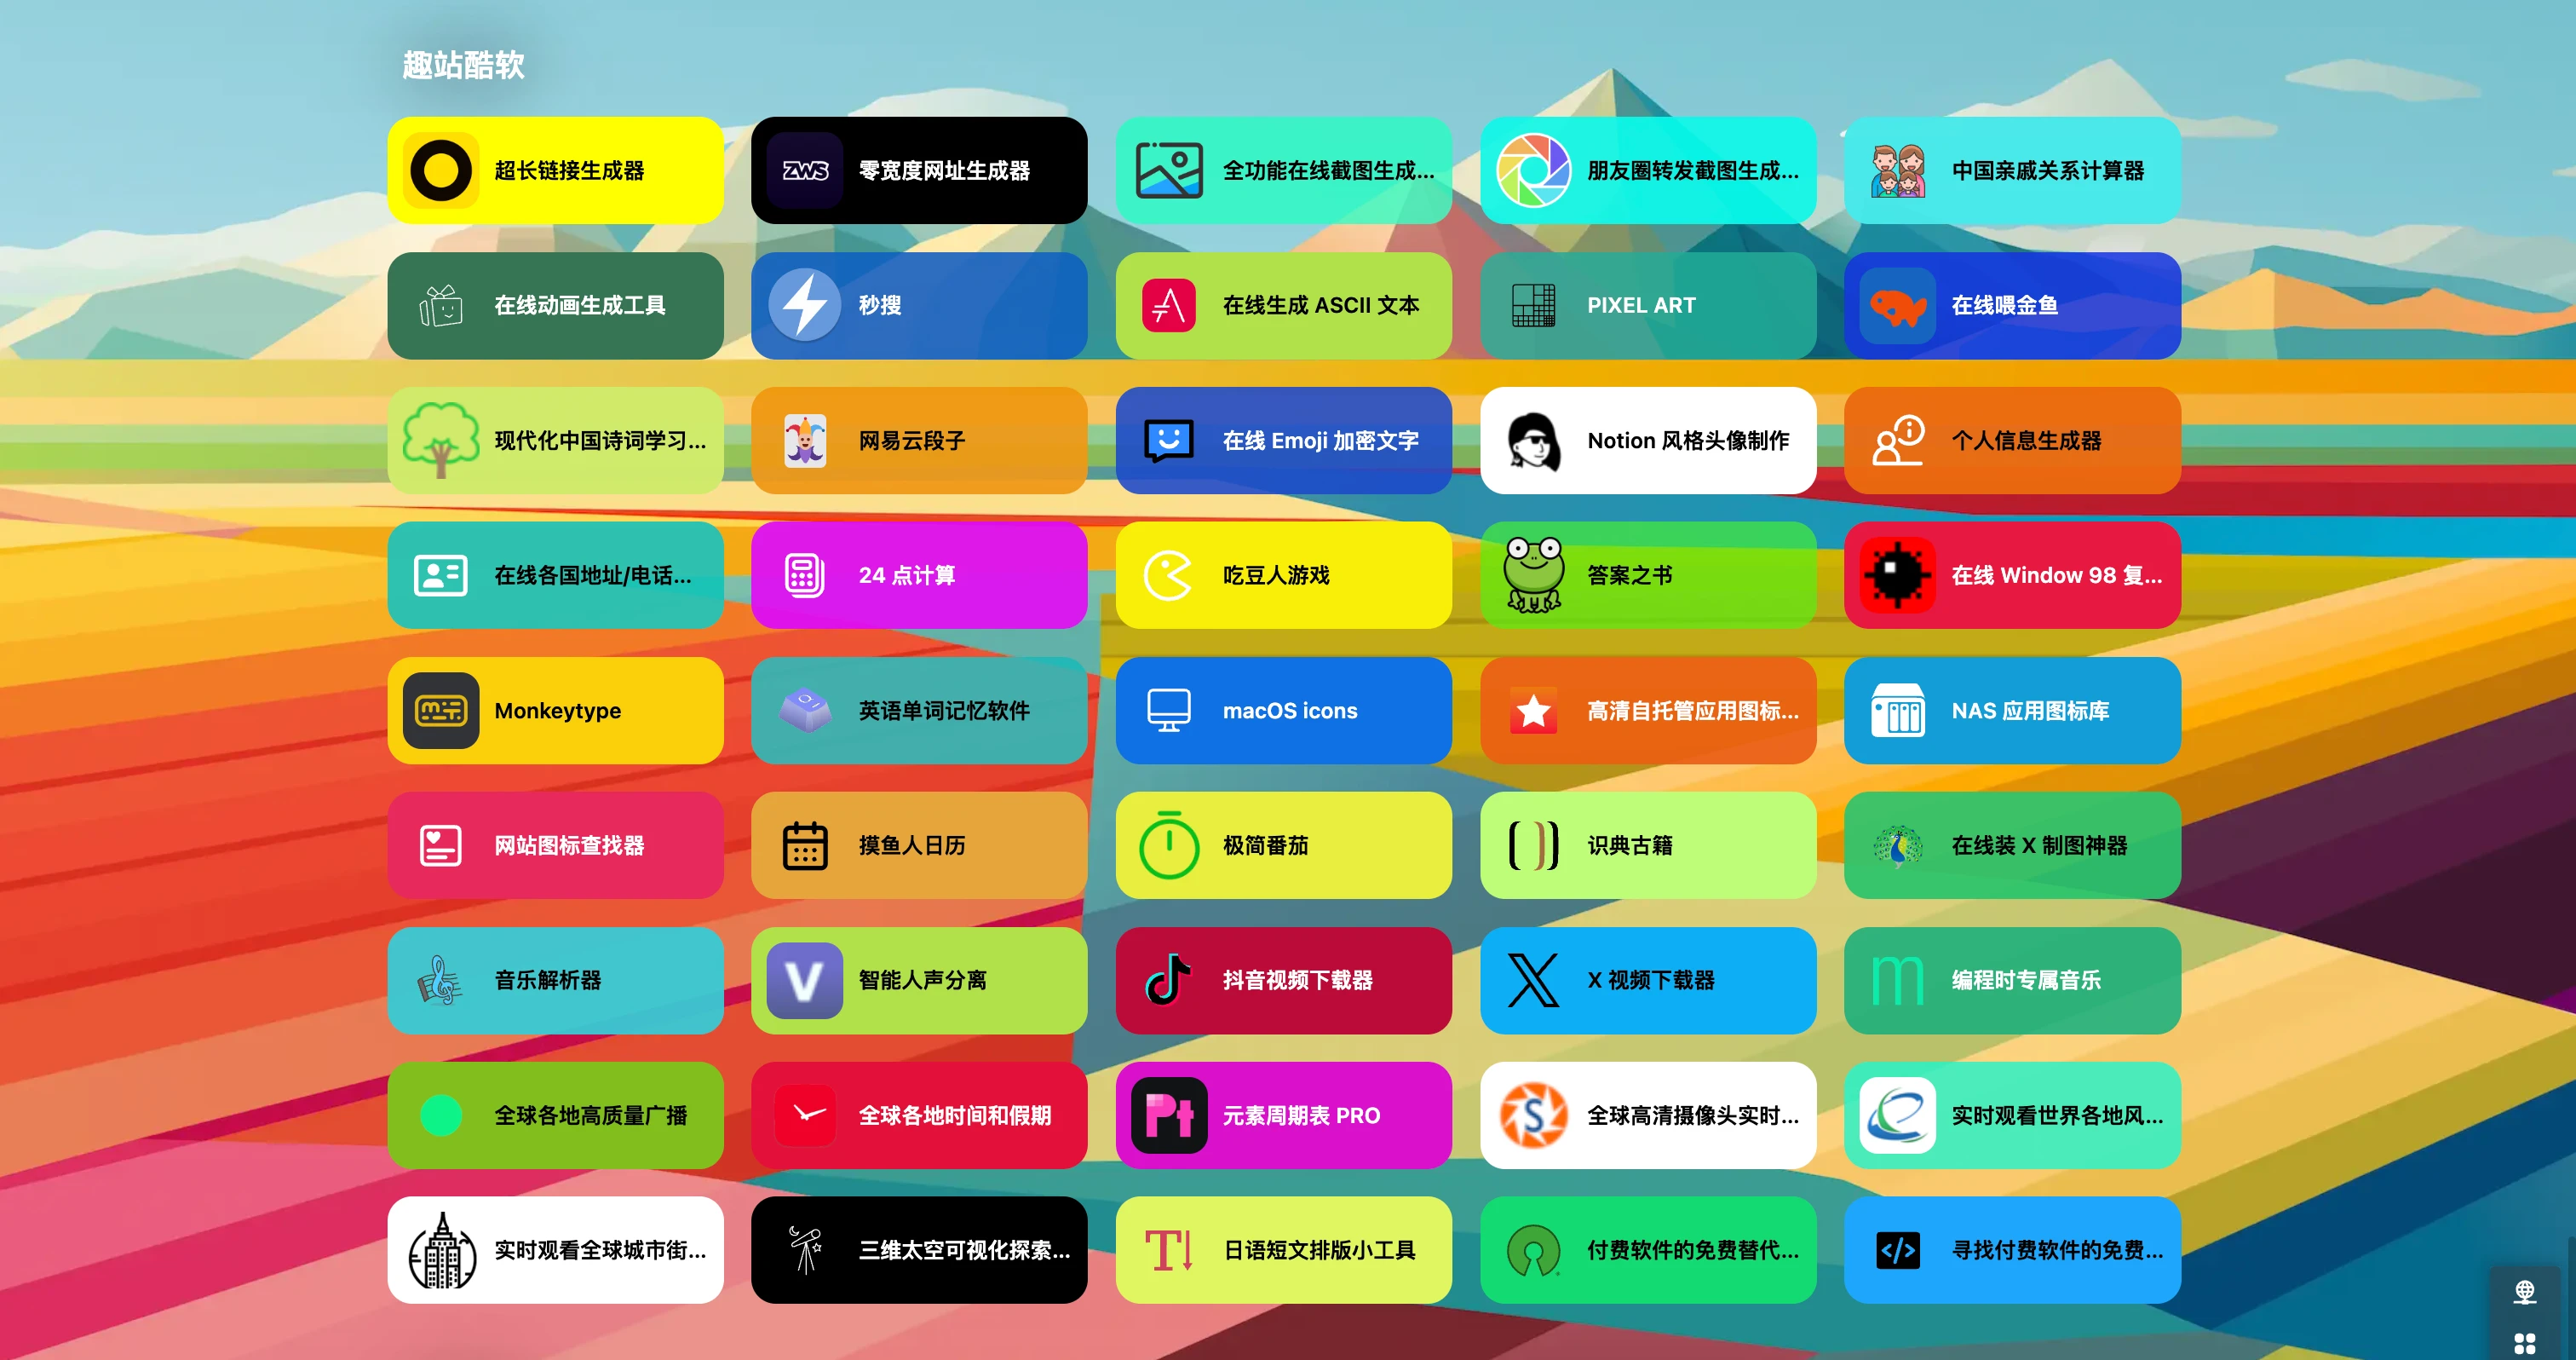 趣站酷软
超长链接生成器
ZWS
零宽度网址生成器
全功能在线截图生成...
朋友圈转发截图生成...
中国亲戚关系计算器
在线动画生成工具
秒搜
在线生成 ASCII 文本
PIXEL ART
在线喂金鱼
现代化中国诗词学习...
网易云段子
在线 Emoji 加密文字
Notion 风格头像制作
个人信息生成器
在线各国地址/电话...
24 点计算
吃豆人游戏
答案之书
在线 Window 98 复...
Monkeytype
英语单词记忆软件
macOS icons
高清自托管应用图标...
NAS 应用图标库
网站图标查找器
摸鱼人日历
极简番茄
识典古籍
在线装 X 制图神器
音乐解析器
V
智能人声分离
抖音视频下载器
X 视频下载器
m
编程时专属音乐
全球各地高质量广播
全球各地时间和假期
Pt
元素周期表 PRO
S
全球高清摄像头实时...
实时观看世界各地风...
实时观看全球城市街...
三维太空可视化探索...
T
日语短文排版小工具
付费软件的免费替代...
</>
寻找付费软件的免费...